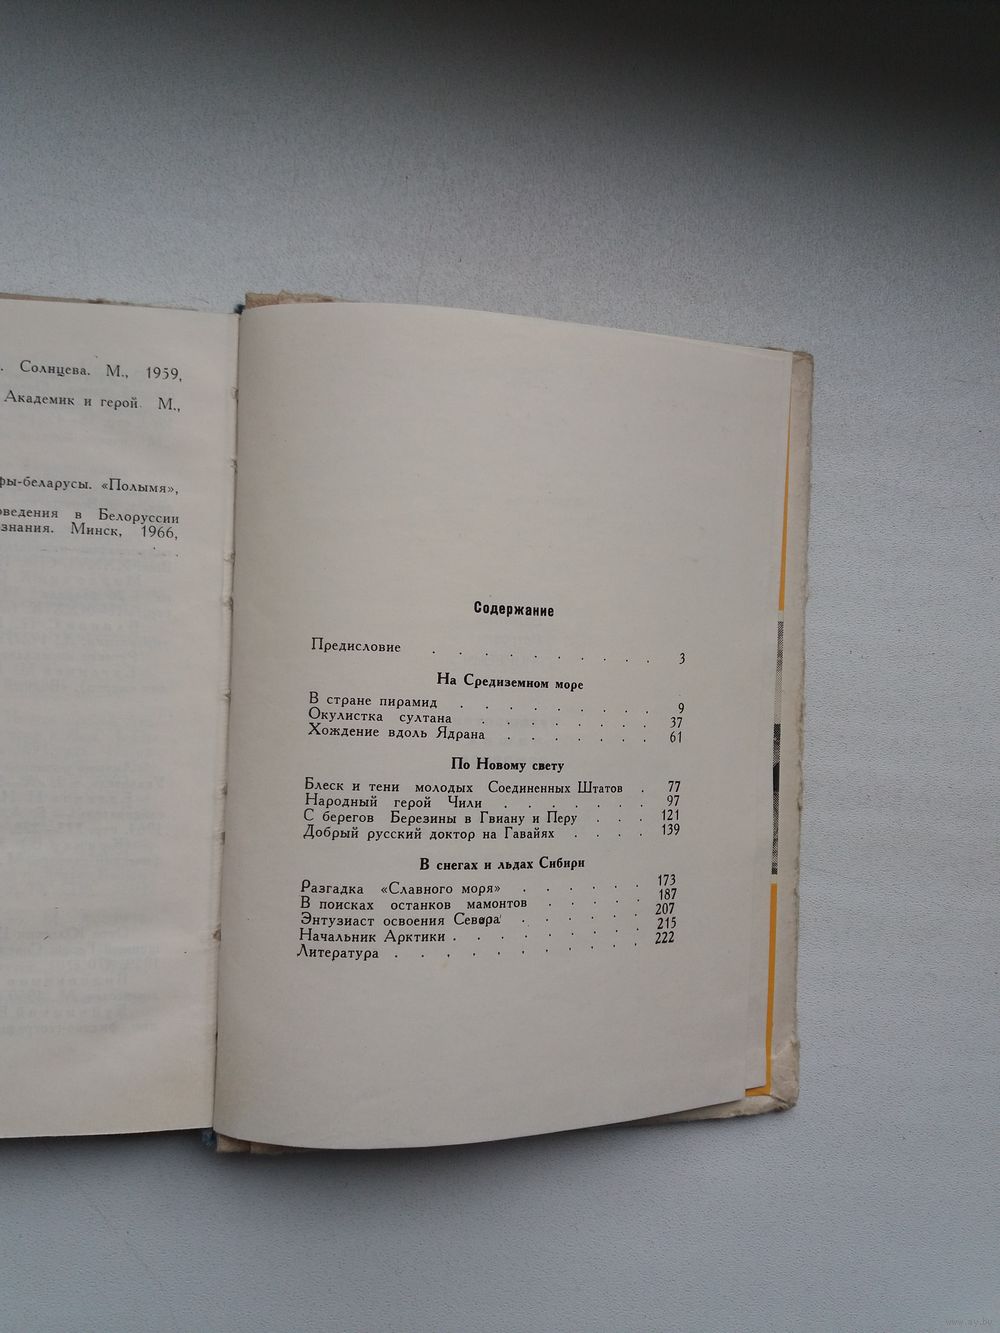 . Солнцева. М., 1959,
Академик и герой. М.,
фы-беларусы. «Полымя»,
оведения в Белоруссии
знания. Минск, 1966,
Содержание
Предисловие . . . . . . . . . 3
На Средиземном море
В стране пирамид . . . . . . . . 9
Окулистка султана . . . . . . . 37
Хождение вдоль Ядрана . . . . . . . 61
По Новому свету
Блеск и тени молодых Соединенных Штатов . 77
Народный герой Чили . . . . . . 97
С берегов Березины в Гвиану и Перу . . . 121
Добрый русский доктор на Гавайях . . . . 139
В снегах и льдах Сибири
Разгадка «Славного моря» . . . . . 173
В поисках останков мамонтов . . . . 187
Энтузиаст освоения Севера . . . . . 207
Начальник Арктики . . . . . . . . 215
Литература . . . . . . . . . . 222
www.ay.by